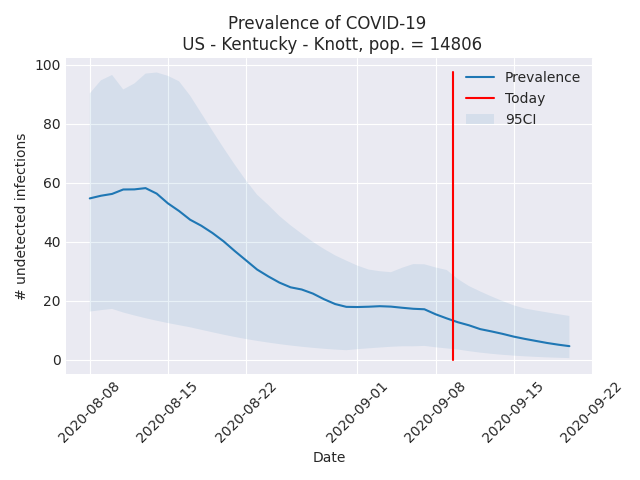 Prevalence of COVID-19
US - Kentucky - Knott, pop. = 14806
100
80
60
40
20
0
# undetected infections
Prevalence
Today
95CI
2020-08-08
2020-08-15
2020-08-22
2020-09-01
2020-09-08
2020-09-15
2020-09-22
Date